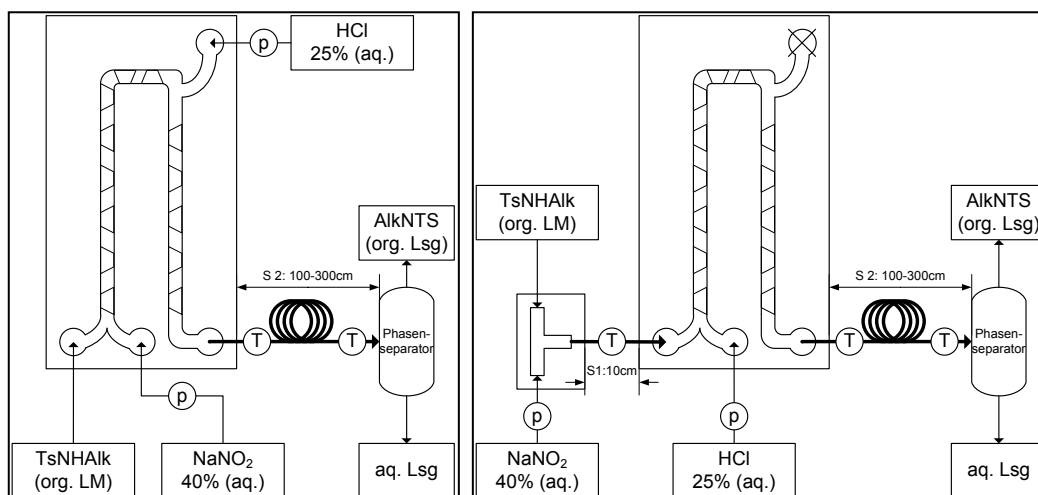 HCl
25% (aq.)
p
AlkNTS
(org. Lsg)
S 2: 100-300cm
T
T
Phasen-
separator
p
TsNHAlk
(org. LM)
NaNO2
40% (aq.)
aq. Lsg
TsNHAlk
(org. LM)
AlkNTS
(org. Lsg)
S 2: 100-300cm
T
T
T
Phasen-
separator
S1:10cm
p
p
NaNO2
40% (aq.)
HCl
25% (aq.)
aq. Lsg